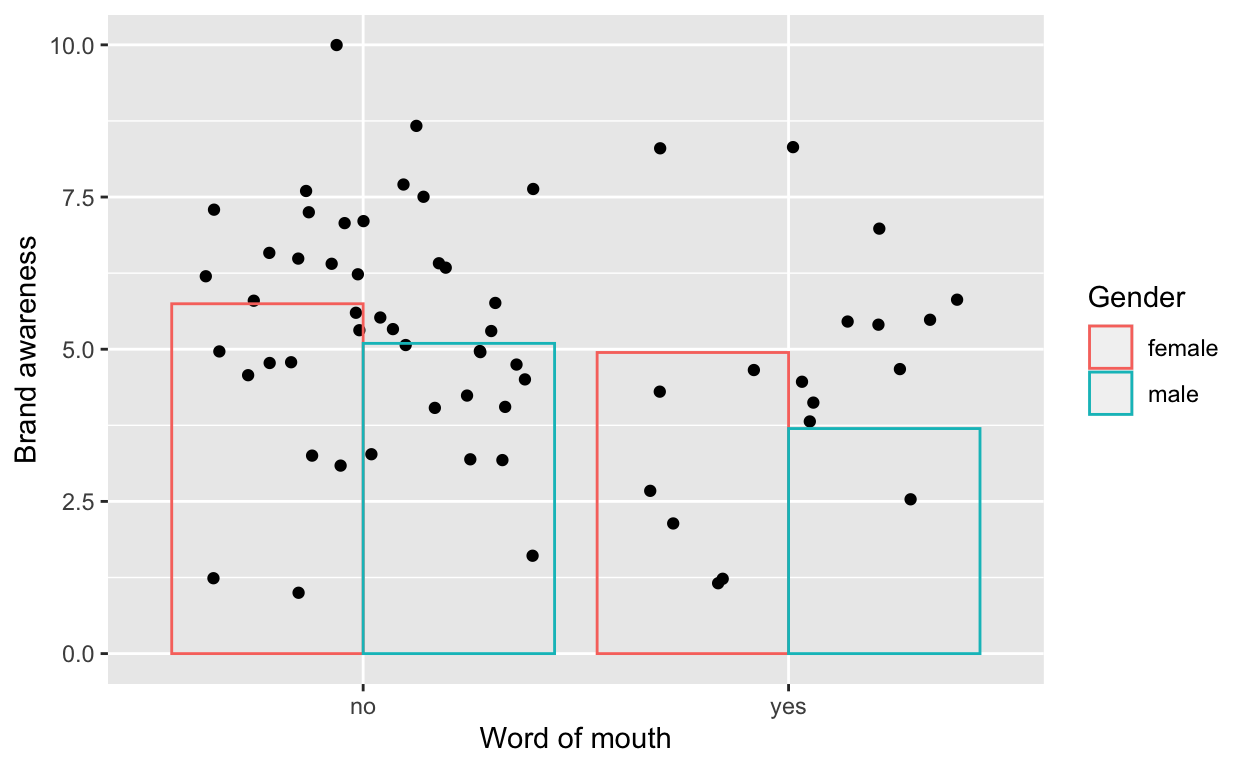 10.0
7.5
5.0
2.5
0.0
Brand awareness
no
yes
Word of mouth
Gender
female
male